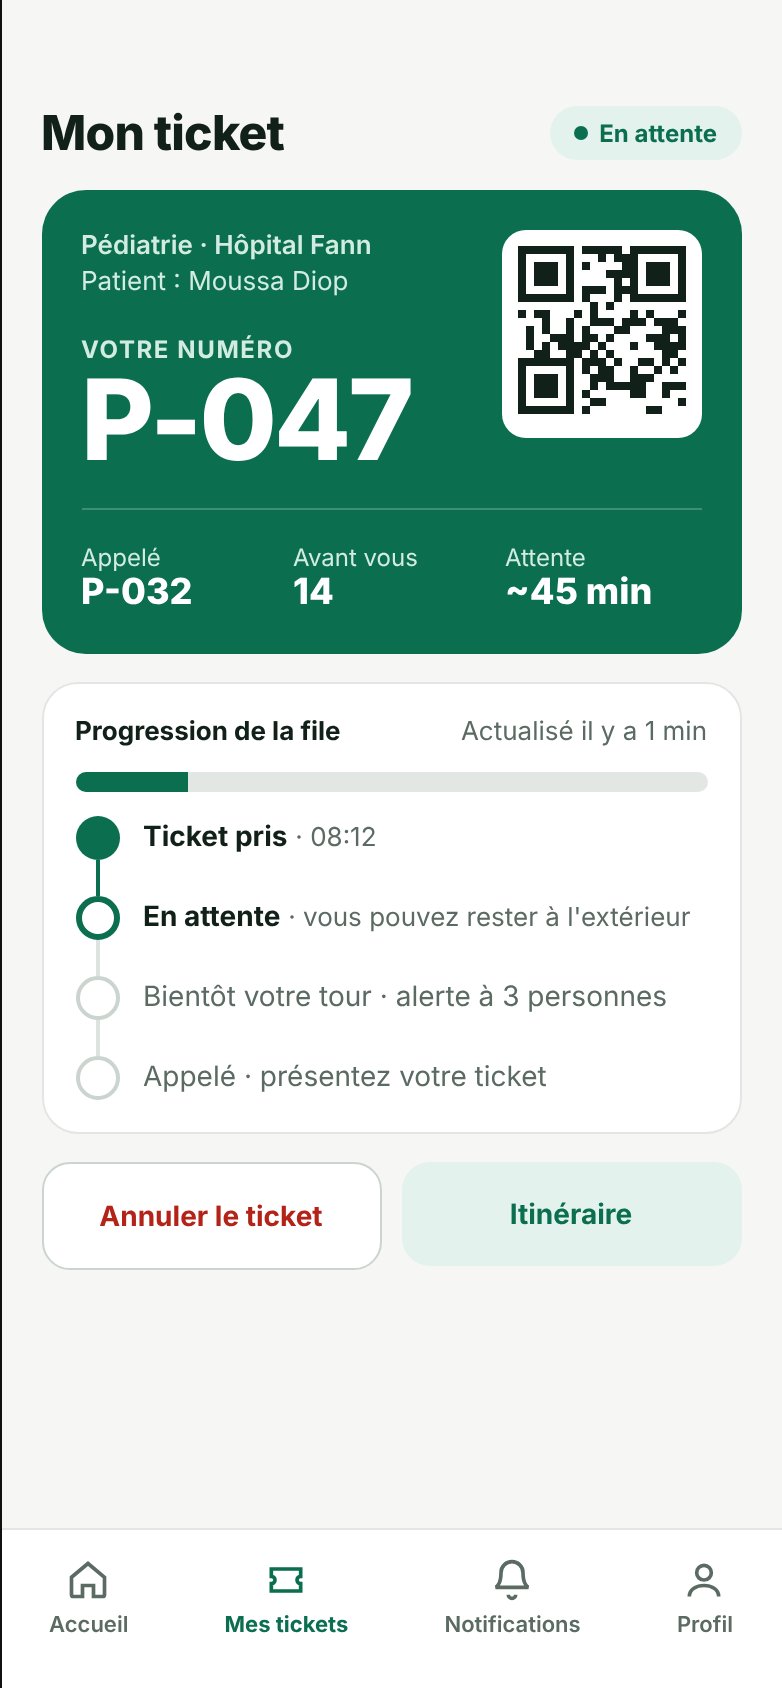 Mon ticket
En attente
Pédiatrie · Hôpital Fann
Patient : Moussa Diop
VOTRE NUMÉRO
P-047
Appelé
P-032
Avant vous
14
Attente
~45 min
Progression de la file
Actualisé il y a 1 min
Ticket pris · 08:12
En attente · vous pouvez rester à l'extérieur
Bientôt votre tour · alerte à 3 personnes
Appelé · présentez votre ticket
Annuler le ticket
Itinéraire
Accueil
Mes tickets
Notifications
Profil